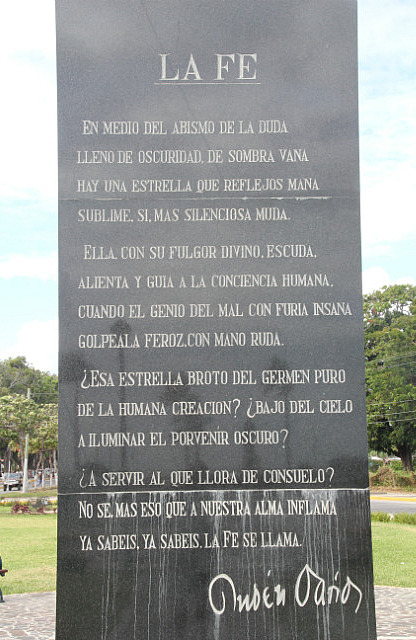 LA FE
EN MEDIO DEL ABISMO DE LA DUDA
LLENO DE OSCURIDAD, DE SOMBRA VANA
HAY UNA ESTRELLA QUE REFLEJOS MANA
SUBLIME, SI, MAS SILENCIOSA MUDA.
ELLA, CON SU FULGOR DIVINO, ESCUDA,
ALIENTA Y GUIA A LA CONCIENCIA HUMANA,
CUANDO EL GENIO DEL MAL CON FURIA INSANA
GOLPEALA FEROZ, CON MANO RUDA.
¿ESA ESTRELLA BROTO DEL GERMEN PURO
DE LA HUMANA CREACION? ¿BAJO DEL CIELO
A ILUMINAR EL PORVENIR OSCURO?
¿A SERVIR AL QUE LLORA DE CONSUELO?
NO SE, MAS ESO QUE A NUESTRA ALMA INFLAMA
YA SABEIS, YA SABEIS, LA FE SE LLAMA.
Rubén Darío